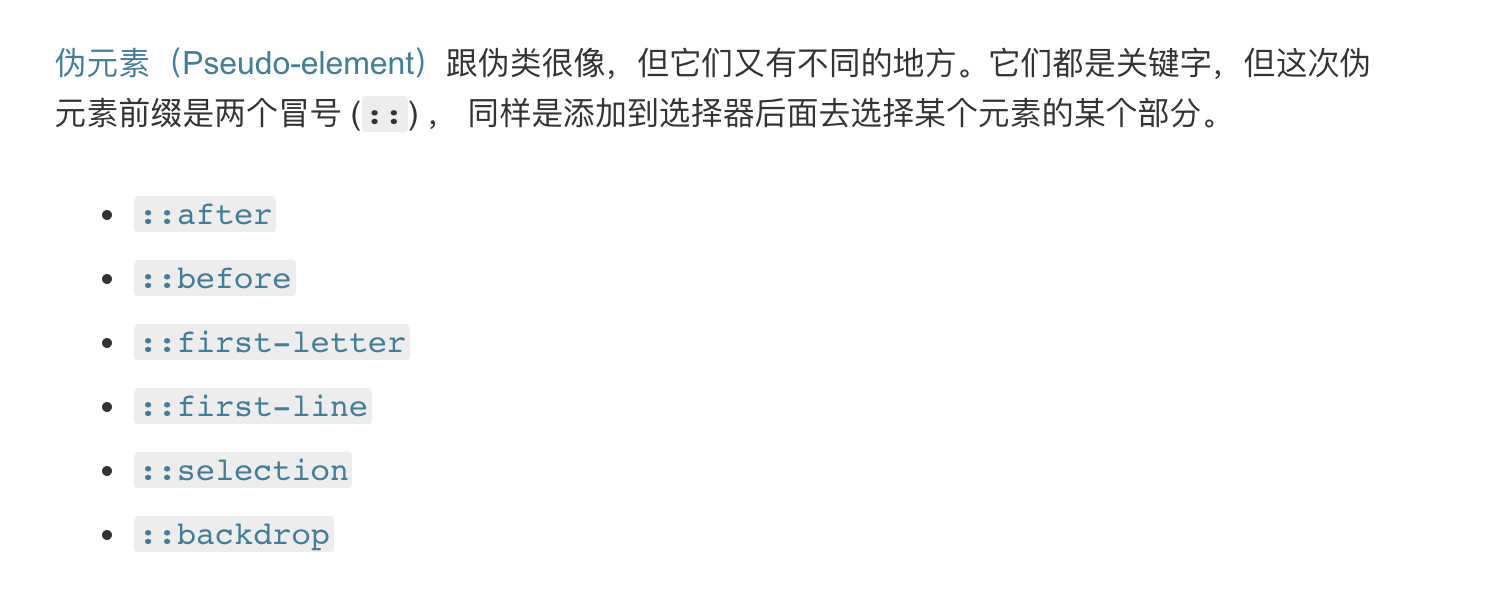 伪元素（Pseudo-element）跟伪类很像，但它们又有不同的地方。它们都是关键字，但这次伪
元素前缀是两个冒号 (::) ， 同样是添加到选择器后面去选择某个元素的某个部分。
• ::after
• ::before
• ::first-letter
• ::first-line
• ::selection
• ::backdrop